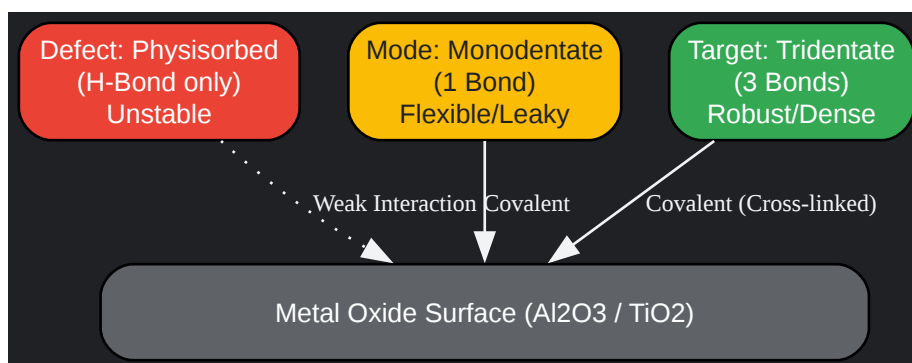 Defect: Physisorbed
(H-Bond only)
Unstable
Mode: Monodentate
(1 Bond)
Flexible/Leaky
Target: Tridentate
(3 Bonds)
Robust/Dense
Weak Interaction
Covalent
Covalent (Cross-linked)
Metal Oxide Surface (Al2O3 / TiO2)